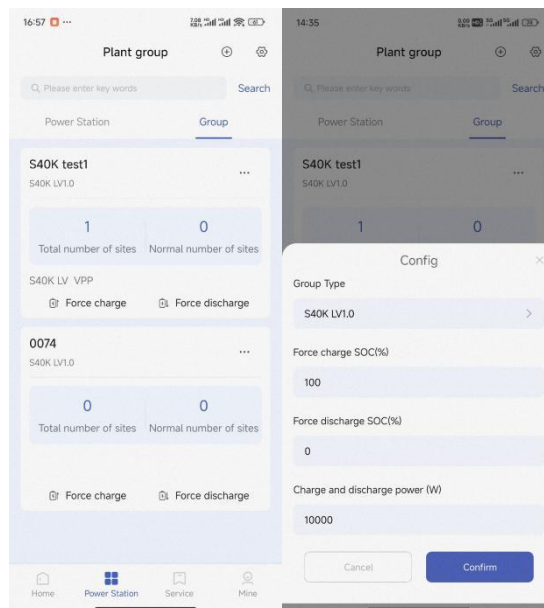 16:57
Plant group
Please enter key words
Search
Power Station
Group
S40K test1
S40K LV1.0
1
0
Total number of sites
Normal number of sites
S40K LV VPP
Force charge
Force discharge
0074
S40K LV1.0
0
0
Total number of sites
Normal number of sites
Force charge
Force discharge
Home
Power Station
Service
Mine
14:35
Plant group
Please enter key words
Search
Power Station
Group
S40K test1
S40K LV1.0
1
0
Config
Group Type
S40K LV1.0
Force charge SOC(%)
100
Force discharge SOC(%)
0
Charge and discharge power (W)
10000
Cancel
Confirm